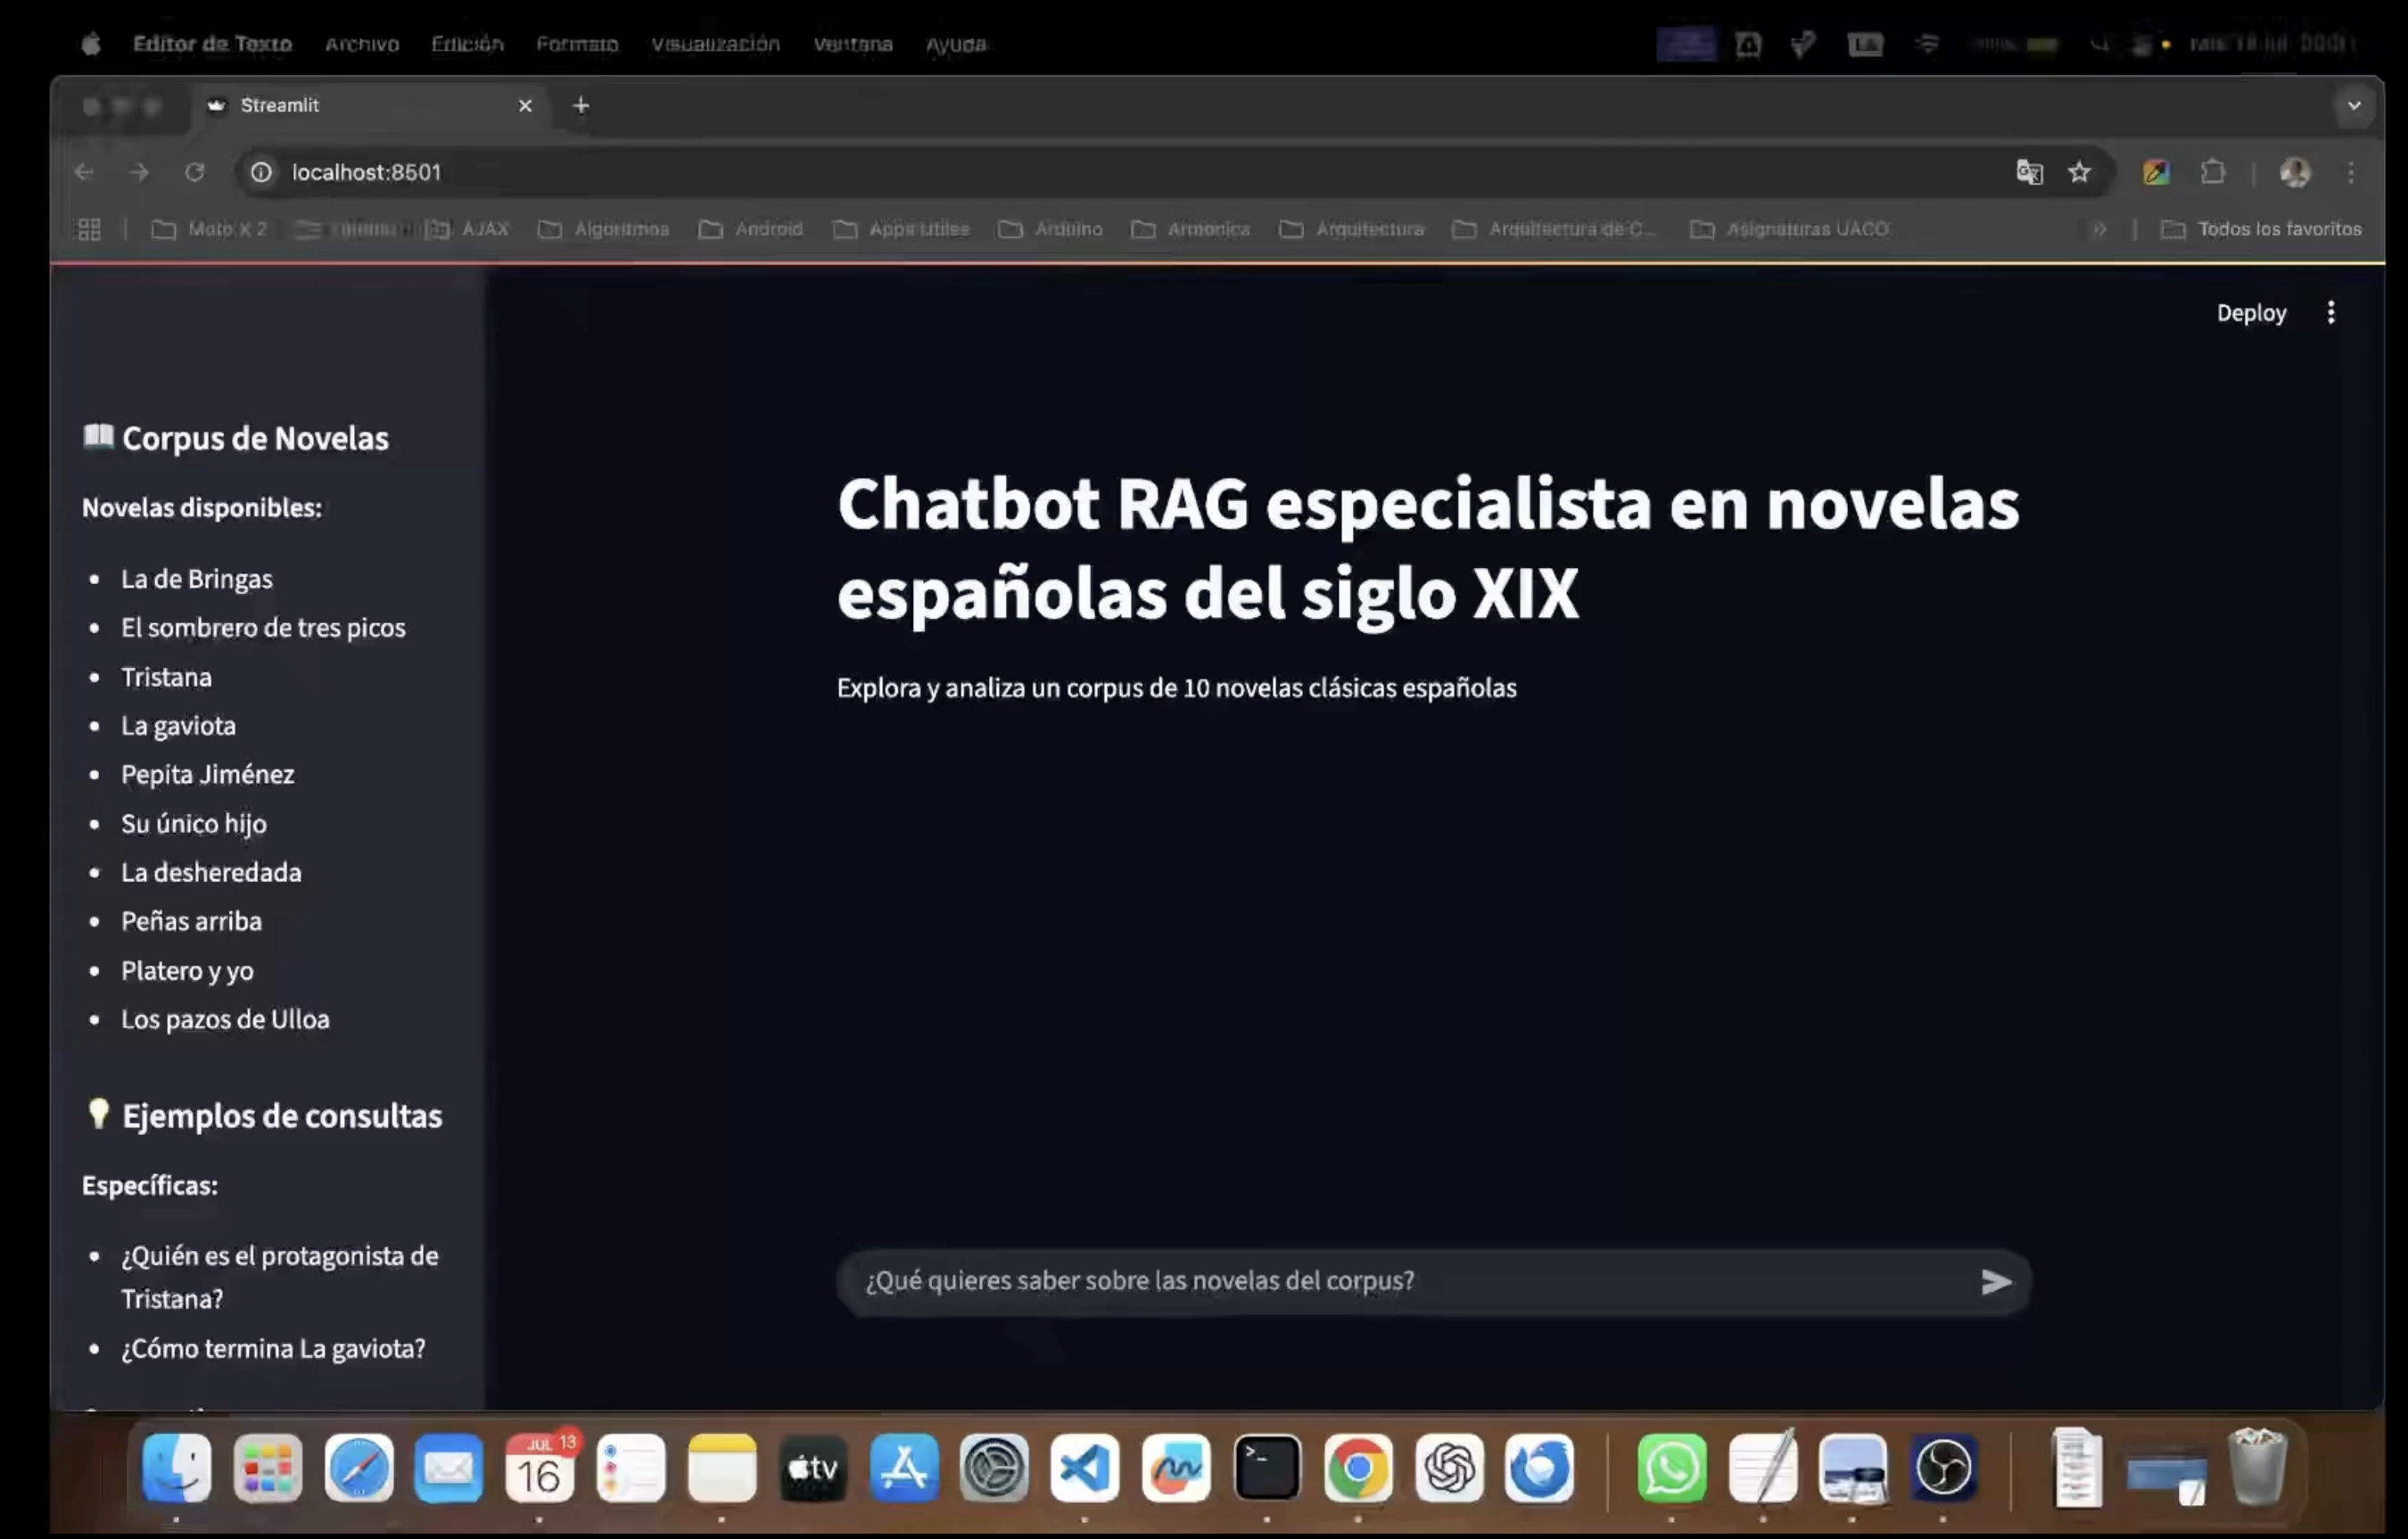 Editor de Texto Archivo Edición Formato Visualización Ventana Ayuda
Streamlit
localhost:8501
Moto X 2 AJAX Algoritmos Android Apps utiles Arduino Armonica Arquitectura Arquitectura de C... Asignaturas UACO Todos los favoritos
Deploy
Corpus de Novelas
Novelas disponibles:
La de Bringas
El sombrero de tres picos
Tristana
La gaviota
Pepita Jiménez
Su único hijo
La desheredada
Peñas arriba
Platero y yo
Los pazos de Ulloa
Ejemplos de consultas
Específicas:
¿Quién es el protagonista de
Tristana?
¿Cómo termina La gaviota?
Chatbot RAG especialista en novelas
españolas del siglo XIX
Explora y analiza un corpus de 10 novelas clásicas españolas
¿Qué quieres saber sobre las novelas del corpus?
JUL 13
16
tv